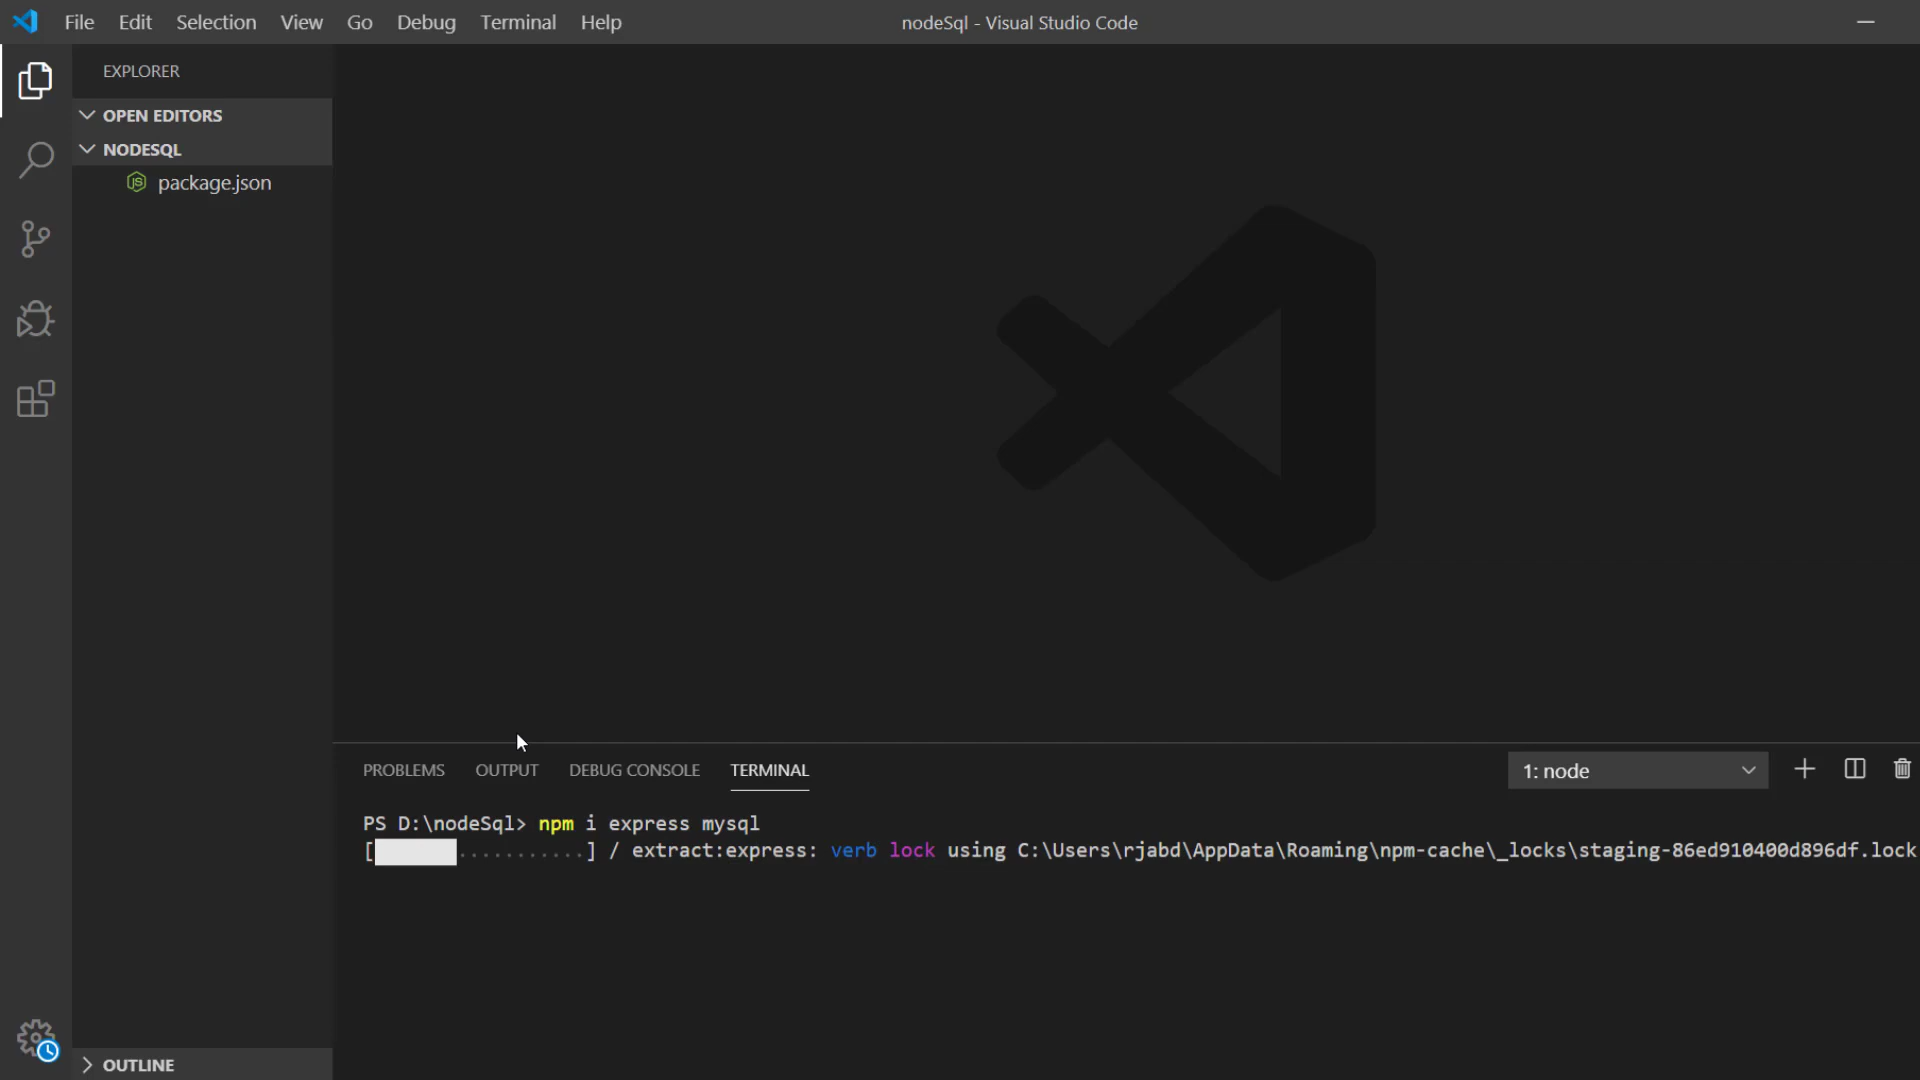 File Edit Selection View Go Debug Terminal Help
nodeSql - Visual Studio Code
EXPLORER
OPEN EDITORS
NODESQL
JS package.json
PROBLEMS OUTPUT DEBUG CONSOLE TERMINAL
1: node
PS D:\nodeSql> npm i express mysql
[...........] / extract:express: verb lock using C:\Users\rjabd\AppData\Roaming\npm-cache\_locks\staging-86ed910400d896df.lock
OUTLINE